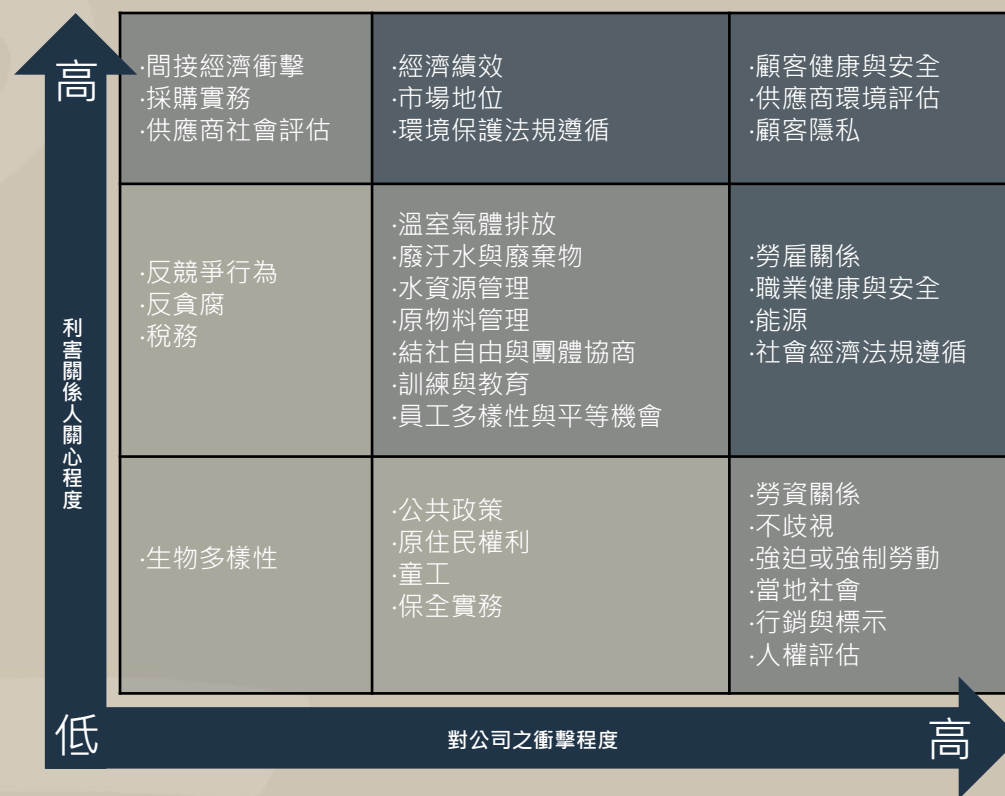 高
利害關係人關心程度
·間接經濟衝擊
·採購實務
·供應商社會評估
·經濟績效
·市場地位
·環境保護法規遵循
·顧客健康與安全
·供應商環境評估
·顧客隱私
·反競爭行為
·反貪腐
·稅務
·溫室氣體排放
·廢汙水與廢棄物
·水資源管理
·原物料管理
·結社自由與團體協商
·訓練與教育
·員工多樣性與平等機會
·勞雇關係
·職業健康與安全
·能源
·社會經濟法規遵循
·生物多樣性
·公共政策
·原住民權利
·童工
·保全實務
·勞資關係
·不歧視
·強迫或強制勞動
·當地社會
·行銷與標示
·人權評估
低
對公司之衝擊程度
高